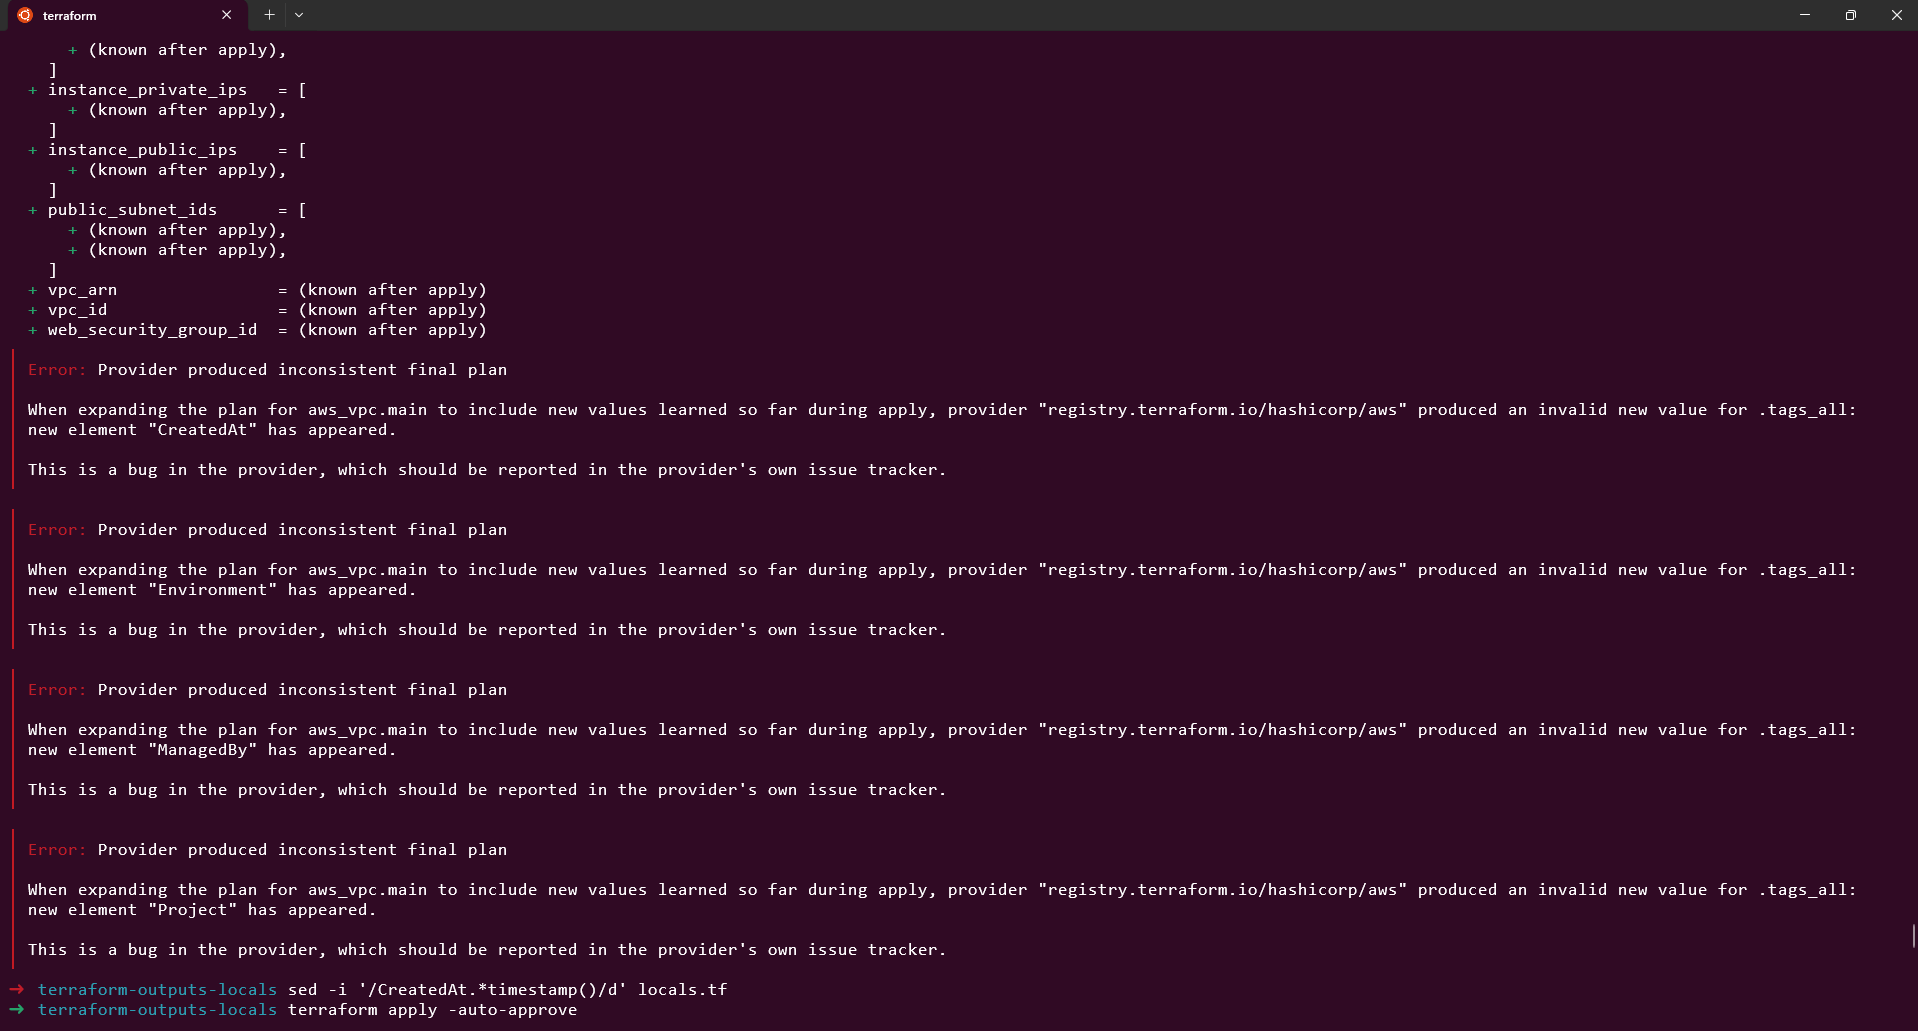 terraform
+ (known after apply),
]
+ instance_private_ips   = [
+ (known after apply),
]
+ instance_public_ips    = [
+ (known after apply),
]
+ public_subnet_ids      = [
+ (known after apply),
+ (known after apply),
]
+ vpc_arn                = (known after apply)
+ vpc_id                 = (known after apply)
+ web_security_group_id  = (known after apply)
Error: Provider produced inconsistent final plan
When expanding the plan for aws_vpc.main to include new values learned so far during apply, provider "registry.terraform.io/hashicorp/aws" produced an invalid new value for .tags_all:
new element "CreatedAt" has appeared.
This is a bug in the provider, which should be reported in the provider's own issue tracker.
Error: Provider produced inconsistent final plan
When expanding the plan for aws_vpc.main to include new values learned so far during apply, provider "registry.terraform.io/hashicorp/aws" produced an invalid new value for .tags_all:
new element "Environment" has appeared.
This is a bug in the provider, which should be reported in the provider's own issue tracker.
Error: Provider produced inconsistent final plan
When expanding the plan for aws_vpc.main to include new values learned so far during apply, provider "registry.terraform.io/hashicorp/aws" produced an invalid new value for .tags_all:
new element "ManagedBy" has appeared.
This is a bug in the provider, which should be reported in the provider's own issue tracker.
Error: Provider produced inconsistent final plan
When expanding the plan for aws_vpc.main to include new values learned so far during apply, provider "registry.terraform.io/hashicorp/aws" produced an invalid new value for .tags_all:
new element "Project" has appeared.
This is a bug in the provider, which should be reported in the provider's own issue tracker.
→ terraform-outputs-locals sed -i '/CreatedAt.*timestamp()/d' locals.tf
→ terraform-outputs-locals terraform apply -auto-approve